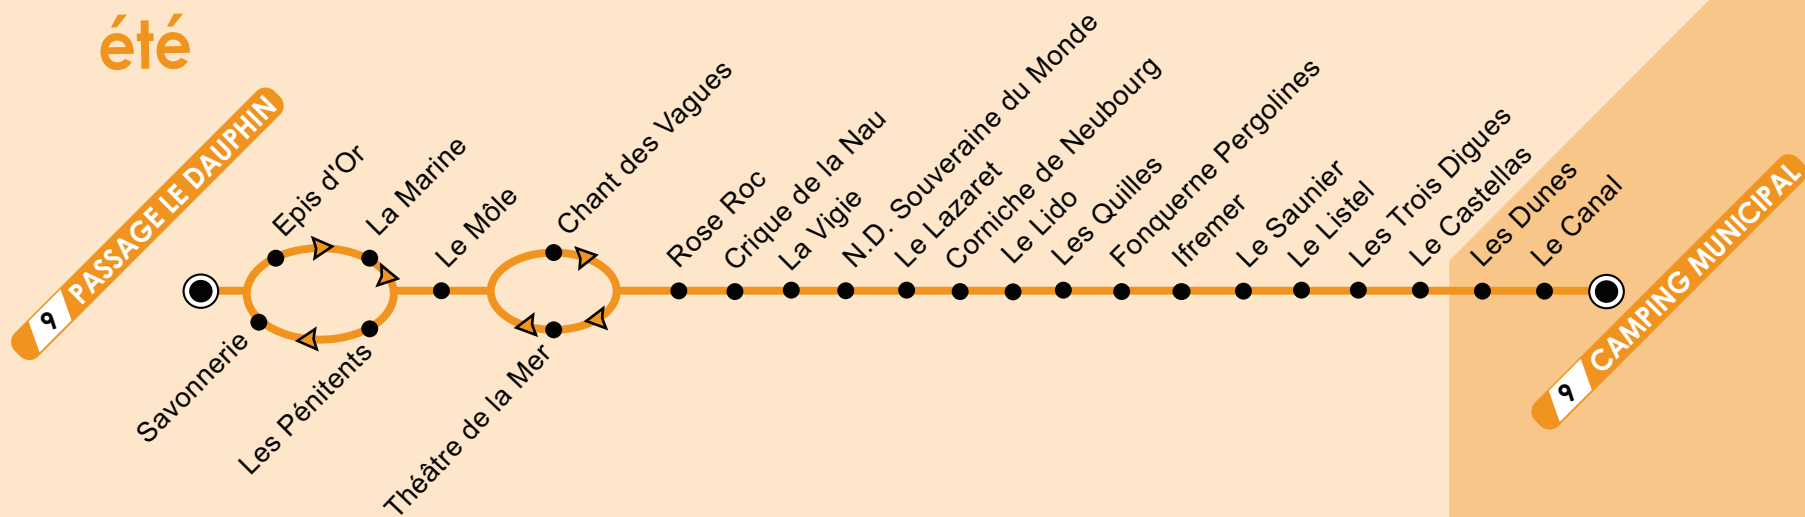 été
9 PASSAGE LE DAUPHIN
Epis d'Or
La Marine
Savonnerie
Les Pénitents
Le Môle
Chant des Vagues
Théâtre de la Mer
Rose Roc
Crique de la Nau
La Vigie
N.D. Souveraine du Monde
Le Lazaret
Corniche de Neubourg
Le Lido
Les Quilles
Fonquerne Pergolines
Ifremer
Le Saunier
Le Listel
Les Trois Digues
Le Castellas
Les Dunes
Le Canal
9 CAMPING MUNICIPAL